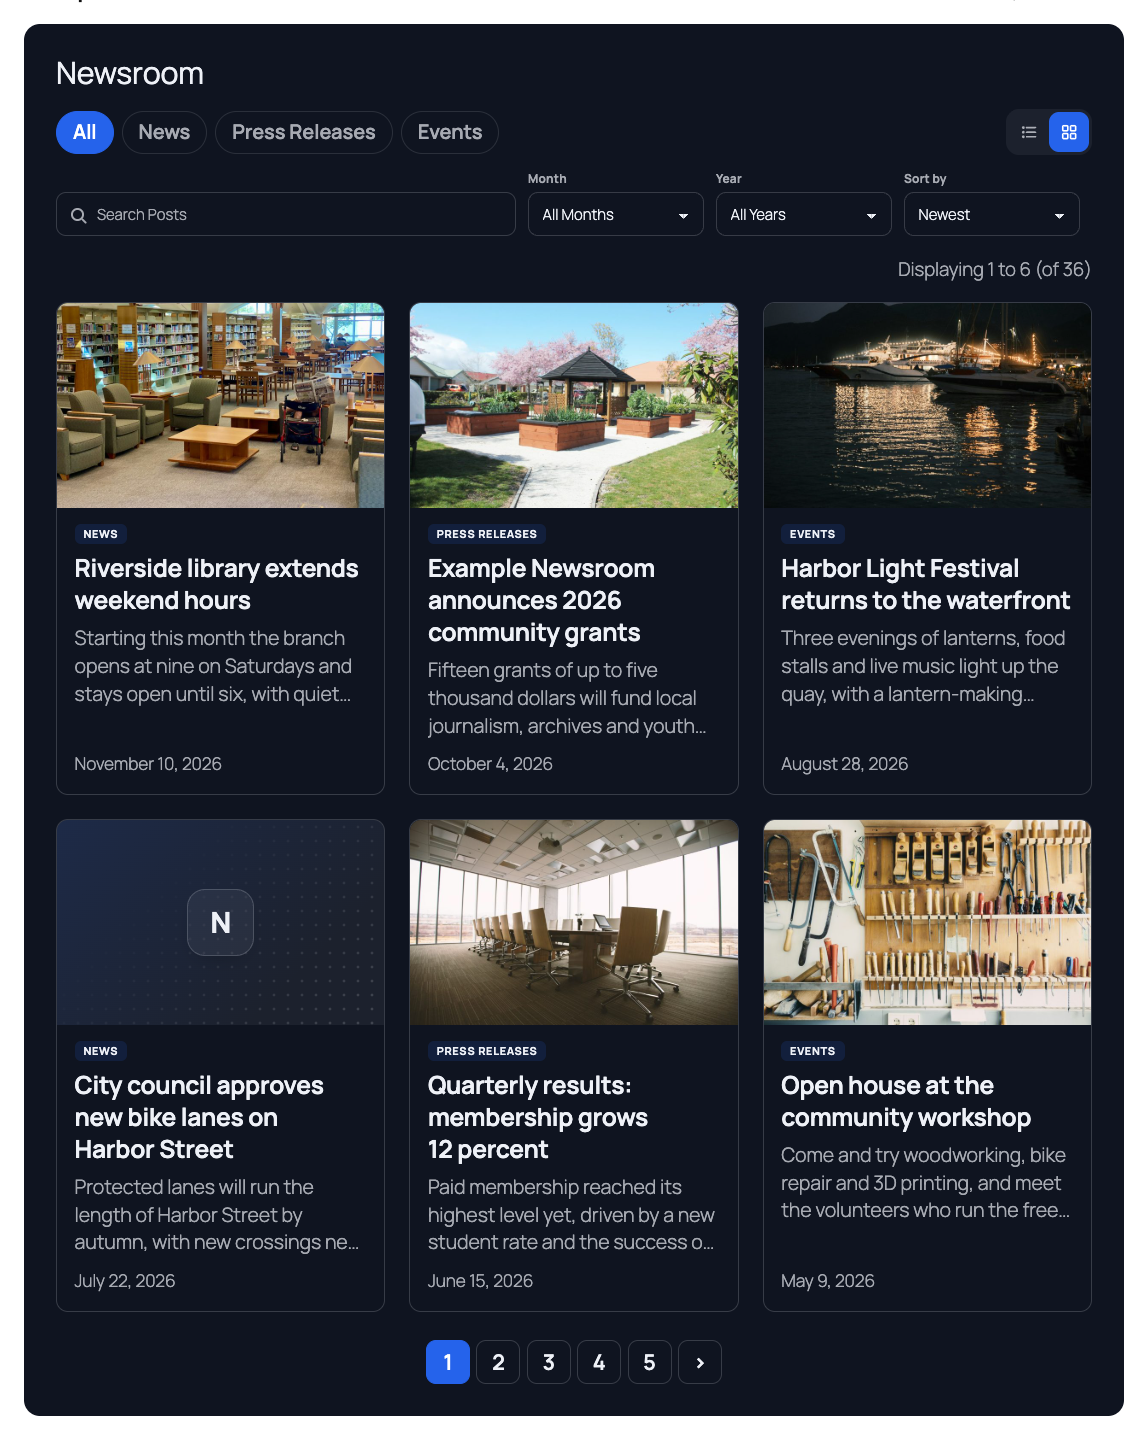 Newsroom
All News Press Releases Events
Month Year Sort by
Search Posts All Months All Years Newest
Displaying 1 to 6 (of 36)
NEWS
Riverside library extends
weekend hours
Starting this month the branch
opens at nine on Saturdays and
stays open until six, with quiet...
November 10, 2026
PRESS RELEASES
Example Newsroom
announces 2026
community grants
Fifteen grants of up to five
thousand dollars will fund local
journalism, archives and youth...
October 4, 2026
EVENTS
Harbor Light Festival
returns to the waterfront
Three evenings of lanterns, food
stalls and live music light up the
quay, with a lantern-making...
August 28, 2026
N
NEWS
City council approves
new bike lanes on
Harbor Street
Protected lanes will run the
length of Harbor Street by
autumn, with new crossings ne...
July 22, 2026
PRESS RELEASES
Quarterly results:
membership grows
12 percent
Paid membership reached its
highest level yet, driven by a new
student rate and the success o...
June 15, 2026
EVENTS
Open house at the
community workshop
Come and try woodworking, bike
repair and 3D printing, and meet
the volunteers who run the free...
May 9, 2026
1 2 3 4 5 ›